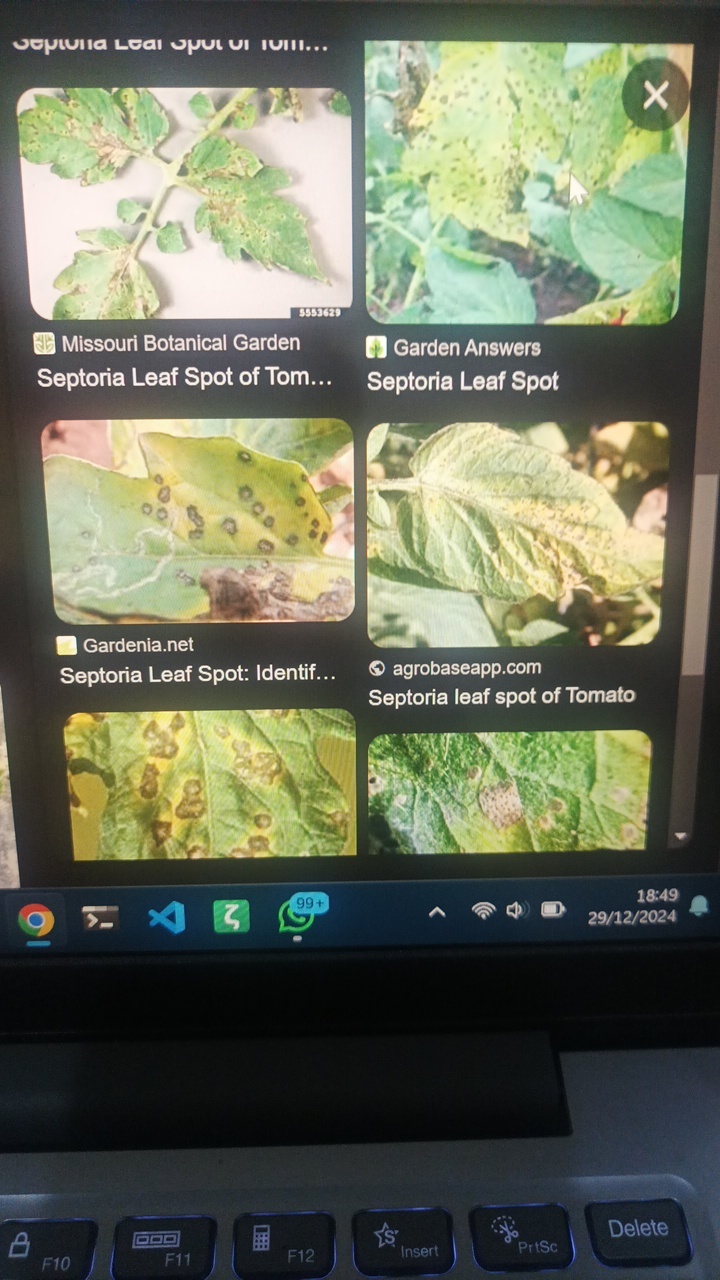 Septoria Leaf Spot of Tom...
5553629
Missouri Botanical Garden
Septoria Leaf Spot of Tom...
Garden Answers
Septoria Leaf Spot
Gardenia.net
Septoria Leaf Spot: Identif...
agrobaseapp.com
Septoria leaf spot of Tomato
99+
18:49
29/12/2024
F10
F11
F12
Insert
PrtSc
Delete